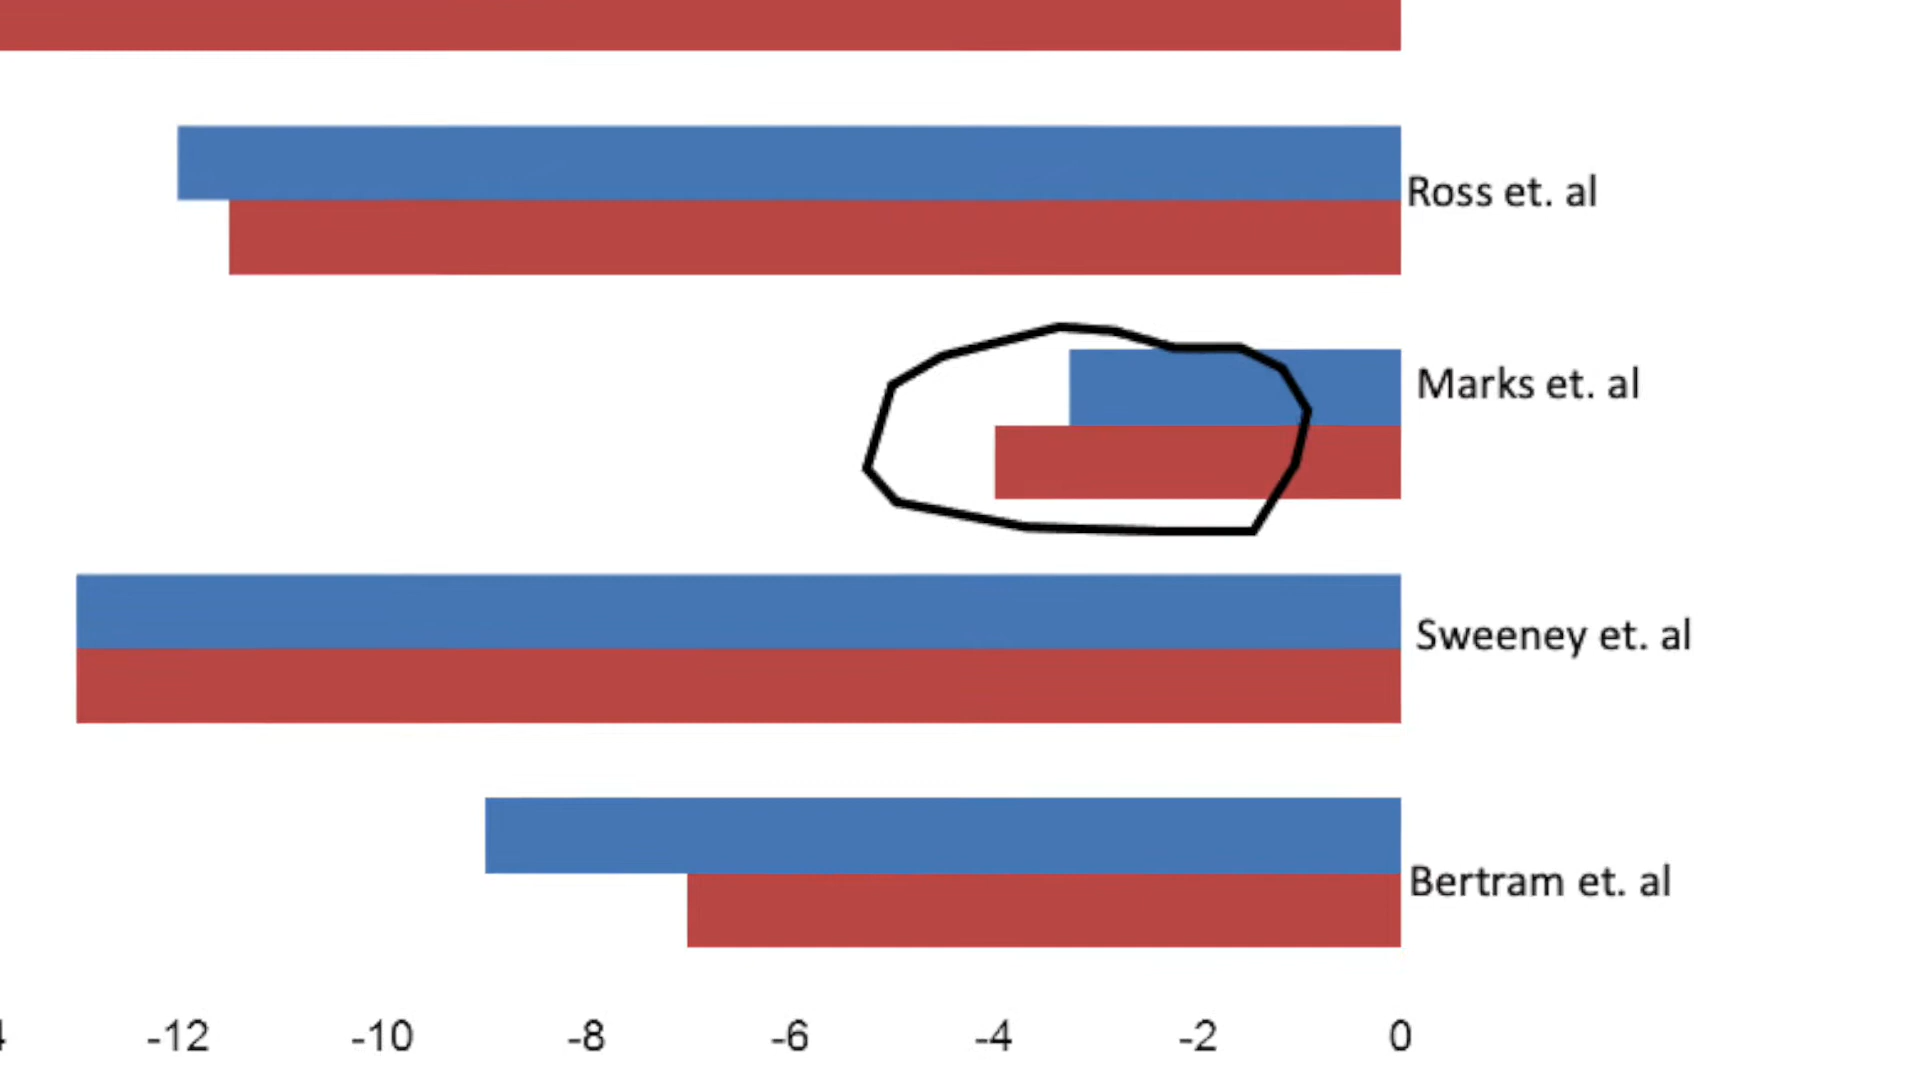 Ross et. al
Marks et. al
Sweeney et. al
Bertram et. al
-12 -10 -8 -6 -4 -2 0